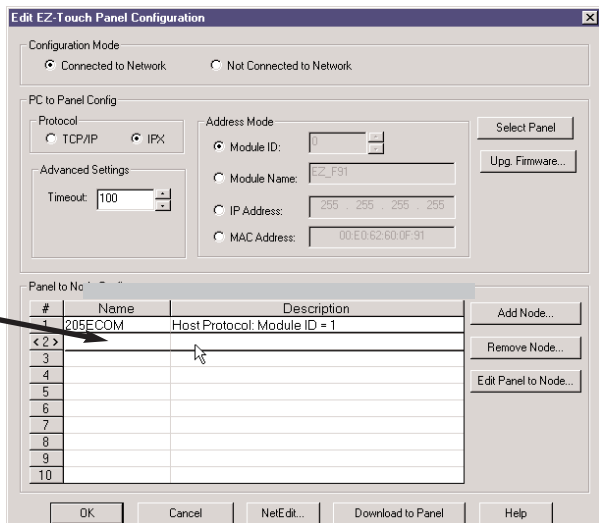 Edit EZ-Touch Panel Configuration
Configuration Mode
Connected to Network
Not Connected to Network
PC to Panel Config
Protocol
TCP/IP
IPX
Advanced Settings
Timeout: 100
Address Mode
Module ID: 0
Module Name: EZ_F91
IP Address: 255 . 255 . 255 . 255
MAC Address: 00:E0:62:60:0F:91
Select Panel
Upg. Firmware...
Panel to
# Name Description
1 205ECOM Host Protocol: Module ID = 1
< 2 >
3
4
5
6
7
8
9
10
Add Node...
Remove Node...
Edit Panel to Node...
OK Cancel NetEdit... Download to Panel Help